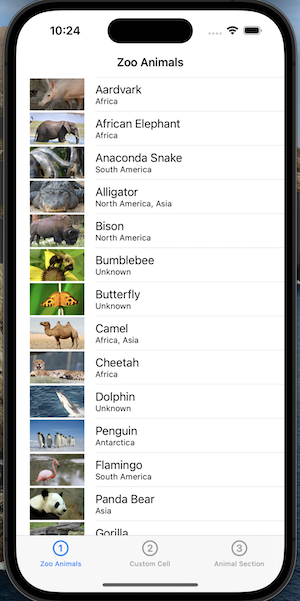 10:24
Zoo Animals
Aardvark
Africa
African Elephant
Africa
Anaconda Snake
South America
Alligator
North America, Asia
Bison
North America
Bumblebee
Unknown
Butterfly
Unknown
Camel
Africa, Asia
Cheetah
Africa
Dolphin
Unknown
Penguin
Antarctica
Flamingo
South America
Panda Bear
Asia
Gorilla
1 2 3
Zoo Animals Custom Cell Animal Section